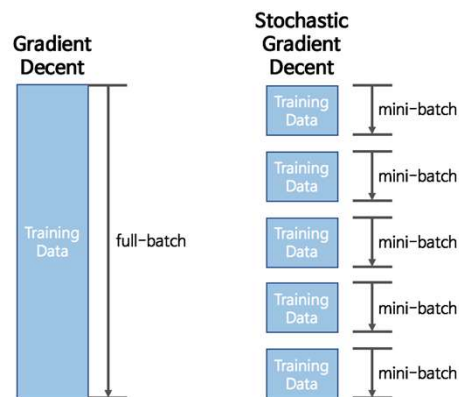 Gradient
Decent
Training
Data
full-batch
Stochastic
Gradient
Decent
Training
Data
mini-batch
Training
Data
mini-batch
Training
Data
mini-batch
Training
Data
mini-batch
Training
Data
mini-batch